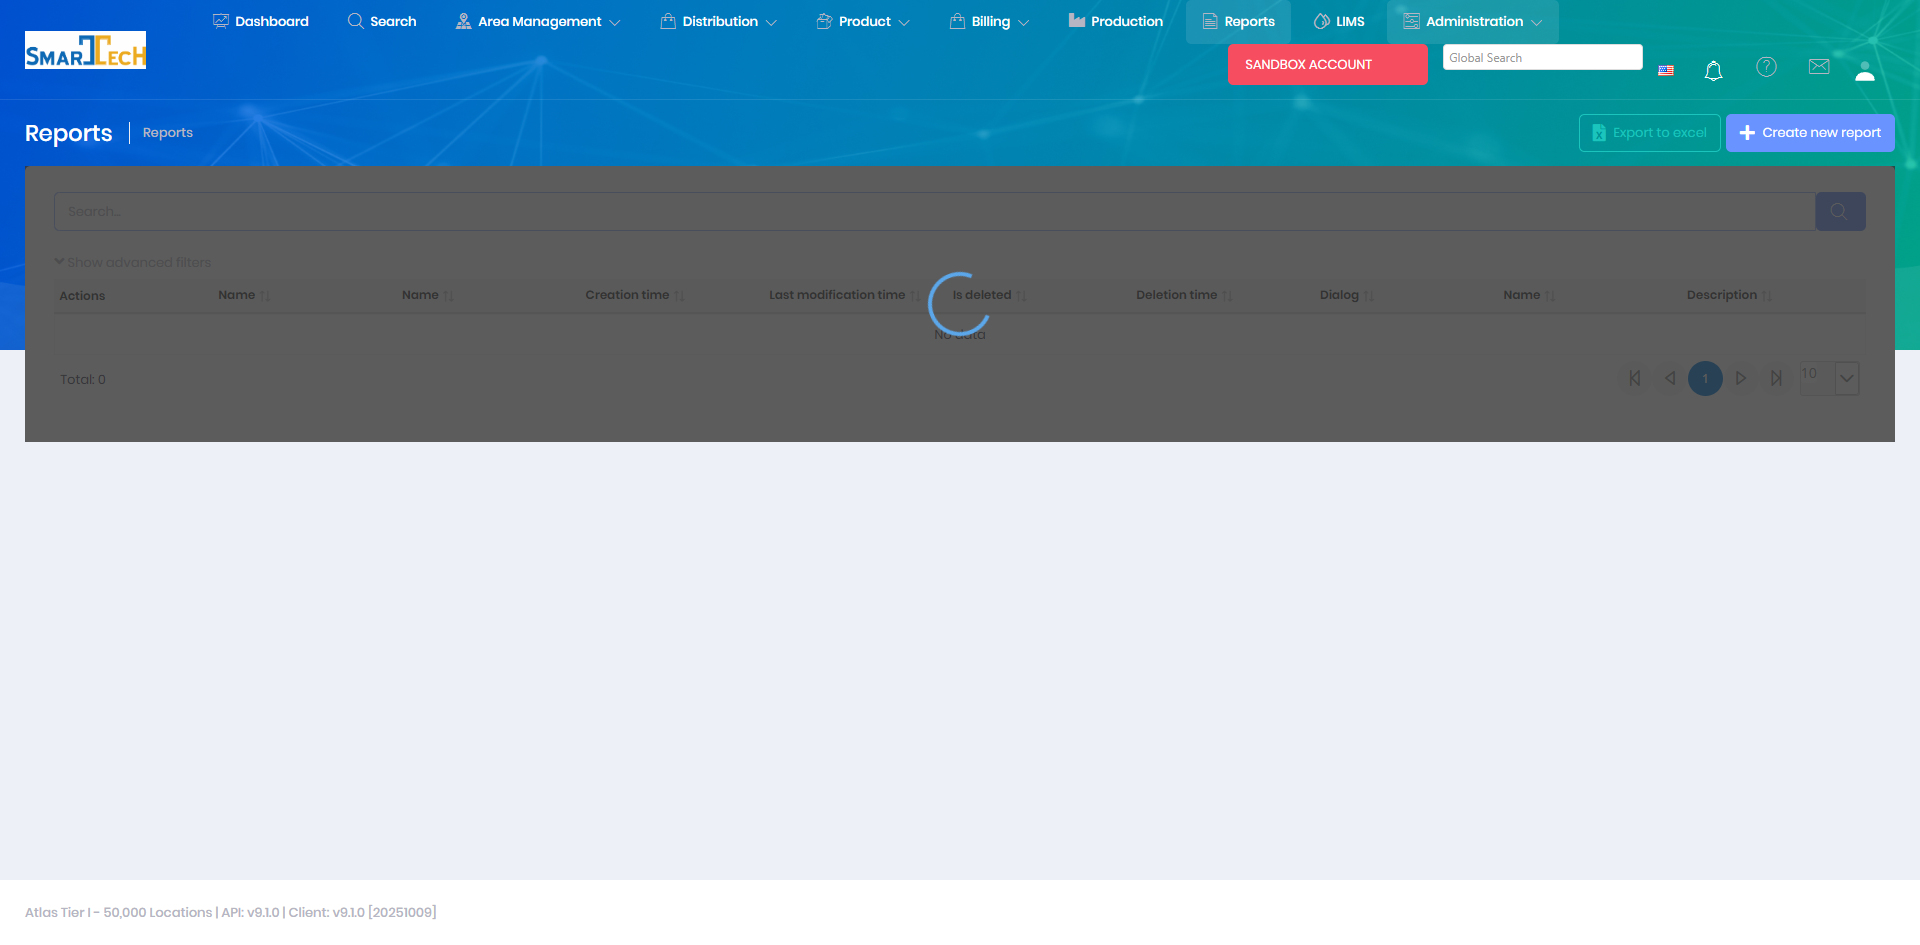 Dashboard
Search
Area Management
Distribution
Product
Billing
Production
Reports
LIMS
Administration
SMARTTECH
SANDBOX ACCOUNT
Global Search
Reports
Reports
Export to excel
Create new report
Search...
Show advanced filters
Actions
Name
Name
Creation time
Last modification time
Is deleted
Deletion time
Dialog
Name
Description
No data
Total: 0
1
10
Atlas Tier I - 50,000 Locations | API: v9.1.0 | Client: v9.1.0 [20251009]